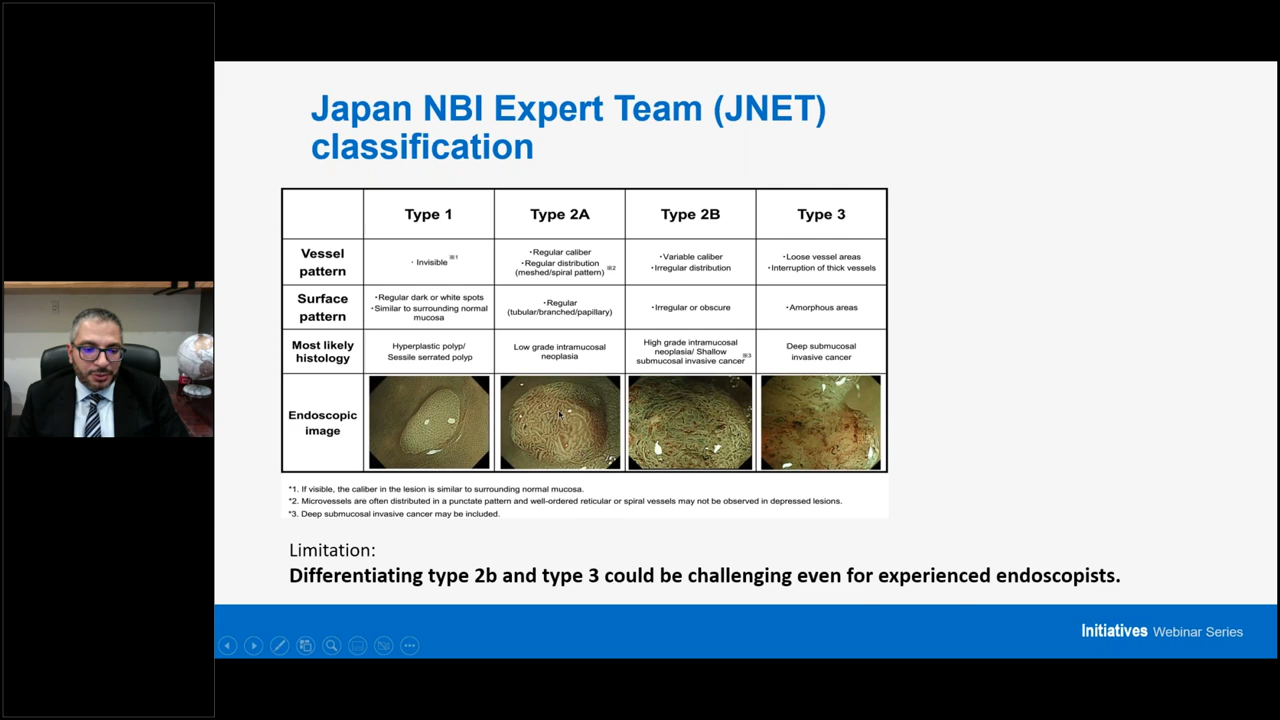 Japan NBI Expert Team (JNET)
classification
Type 1
Type 2A
Type 2B
Type 3
Vessel
pattern
・Invisible ※1
・Regular caliber
・Regular distribution
(meshed/spiral pattern) ※2
・Variable caliber
・Irregular distribution
・Loose vessel areas
・Interruption of thick vessels
Surface
pattern
・Regular dark or white spots
・Similar to surrounding normal
mucosa
・Regular
(tubular/branched/papillary)
・Irregular or obscure
・Amorphous areas
Most likely
histology
Hyperplastic polyp/
Sessile serrated polyp
Low grade intramucosal
neoplasia
High grade intramucosal
neoplasia/ Shallow
submucosal invasive cancer ※3
Deep submucosal
invasive cancer
Endoscopic
image
*1. If visible, the caliber in the lesion is similar to surrounding normal mucosa.
*2. Microvessels are often distributed in a punctate pattern and well-ordered reticular or spiral vessels may not be observed in depressed lesions.
*3. Deep submucosal invasive cancer may be included.
Limitation:
Differentiating type 2b and type 3 could be challenging even for experienced endoscopists.
Initiatives Webinar Series